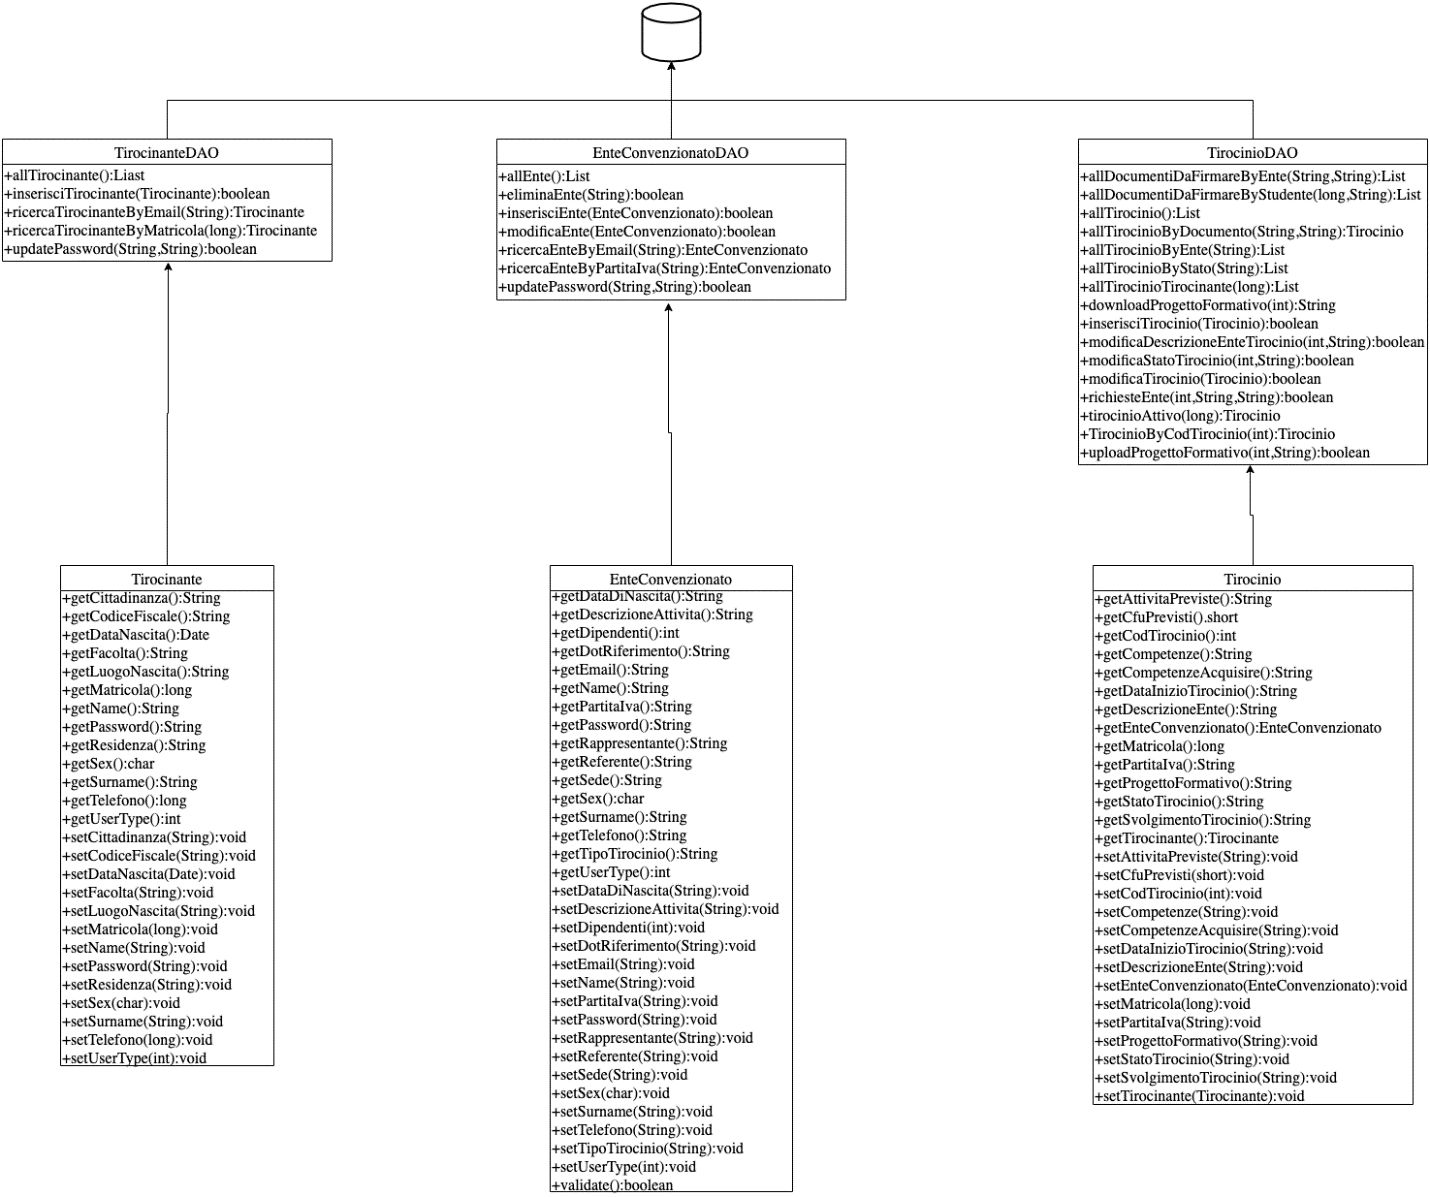 TirocinanteDAO
+allTirocinante():Liast
+inserisciTirocinante(Tirocinante):boolean
+ricercaTirocinanteByEmail(String):Tirocinante
+ricercaTirocinanteByMatricola(long):Tirocinante
+updatePassword(String,String):boolean
EnteConvenzionatoDAO
+allEnte():List
+eliminaEnte(String):boolean
+inserisciEnte(EnteConvenzionato):boolean
+modificaEnte(EnteConvenzionato):boolean
+ricercaEnteByEmail(String):EnteConvenzionato
+ricercaEnteByPartitaIva(String):EnteConvenzionato
+updatePassword(String,String):boolean
TirocinioDAO
+allDocumentiDaFirmareByEnte(String,String):List
+allDocumentiDaFirmareByStudente(long,String):List
+allTirocinio():List
+allTirocinioByDocumento(String,String):Tirocinio
+allTirocinioByEnte(String):List
+allTirocinioByStato(String):List
+allTirocinioTirocinante(long):List
+downloadProgettoFormativo(int):String
+inserisciTirocinio(Tirocinio):boolean
+modificaDescrizioneEnteTirocinio(int,String):boolean
+modificaStatoTirocinio(int,String):boolean
+modificaTirocinio(Tirocinio):boolean
+richiesteEnte(int,String,String):boolean
+tirocinioAttivo(long):Tirocinio
+TirocinioByCodTirocinio(int):Tirocinio
+uploadProgettoFormativo(int,String):boolean
Tirocinante
+getCittadinanza():String
+getCodiceFiscale():String
+getDataNascita():Date
+getFacolta():String
+getLuogoNascita():String
+getMatricola():long
+getName():String
+getPassword():String
+getResidenza():String
+getSex():char
+getSurname():String
+getTelefono():long
+getUserType():int
+setCittadinanza(String):void
+setCodiceFiscale(String):void
+setDataNascita(Date):void
+setFacolta(String):void
+setLuogoNascita(String):void
+setMatricola(long):void
+setName(String):void
+setPassword(String):void
+setResidenza(String):void
+setSex(char):void
+setSurname(String):void
+setTelefono(long):void
+setUserType(int):void
EnteConvenzionato
+getDataDiNascita():String
+getDescrizioneAttivita():String
+getDipendenti():int
+getDotRiferimento():String
+getEmail():String
+getName():String
+getPartitaIva():String
+getPassword():String
+getRappresentante():String
+getReferente():String
+getSede():String
+getSex():char
+getSurname():String
+getTelefono():String
+getTipoTirocinio():String
+getUserType():int
+setDataDiNascita(String):void
+setDescrizioneAttivita(String):void
+setDipendenti(int):void
+setDotRiferimento(String):void
+setEmail(String):void
+setName(String):void
+setPartitaIva(String):void
+setPassword(String):void
+setRappresentante(String):void
+setReferente(String):void
+setSede(String):void
+setSex(char):void
+setSurname(String):void
+setTelefono(String):void
+setTipoTirocinio(String):void
+setUserType(int):void
+validate():boolean
Tirocinio
+getAttivitaPreviste():String
+getCfuPrevisti().short
+getCodTirocinio():int
+getCompetenze():String
+getCompetenzeAcquisire():String
+getDataInizioTirocinio():String
+getDescrizioneEnte():String
+getEnteConvenzionato():EnteConvenzionato
+getMatricola():long
+getPartitaIva():String
+getProgettoFormativo():String
+getStatoTirocinio():String
+getSvolgimentoTirocinio():String
+getTirocinante():Tirocinante
+setAttivitaPreviste(String):void
+setCfuPrevisti(short):void
+setCodTirocinio(int):void
+setCompetenze(String):void
+setCompetenzeAcquisire(String):void
+setDataInizioTirocinio(String):void
+setDescrizioneEnte(String):void
+setEnteConvenzionato(EnteConvenzionato):void
+setMatricola(long):void
+setPartitaIva(String):void
+setProgettoFormativo(String):void
+setStatoTirocinio(String):void
+setSvolgimentoTirocinio(String):void
+setTirocinante(Tirocinante):void